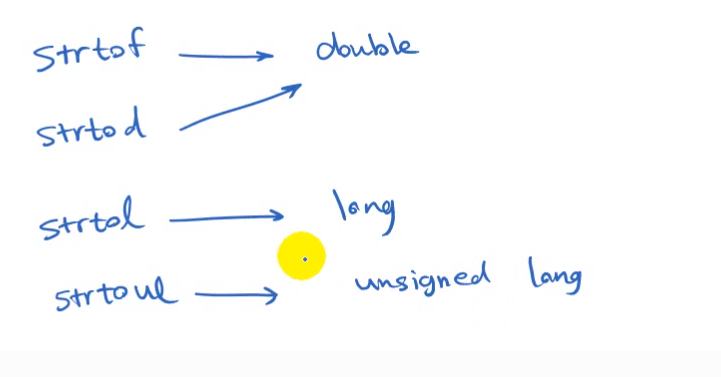 strtof → double
strtod
strtol → long
strtoul → unsigned long